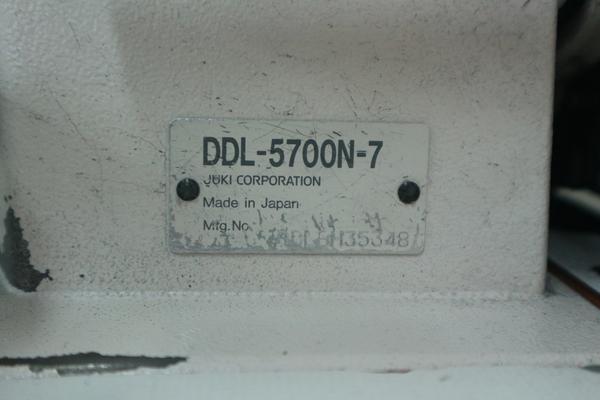 DDL-5700N-7
JUKI CORPORATION
Made in Japan
Mfg.No